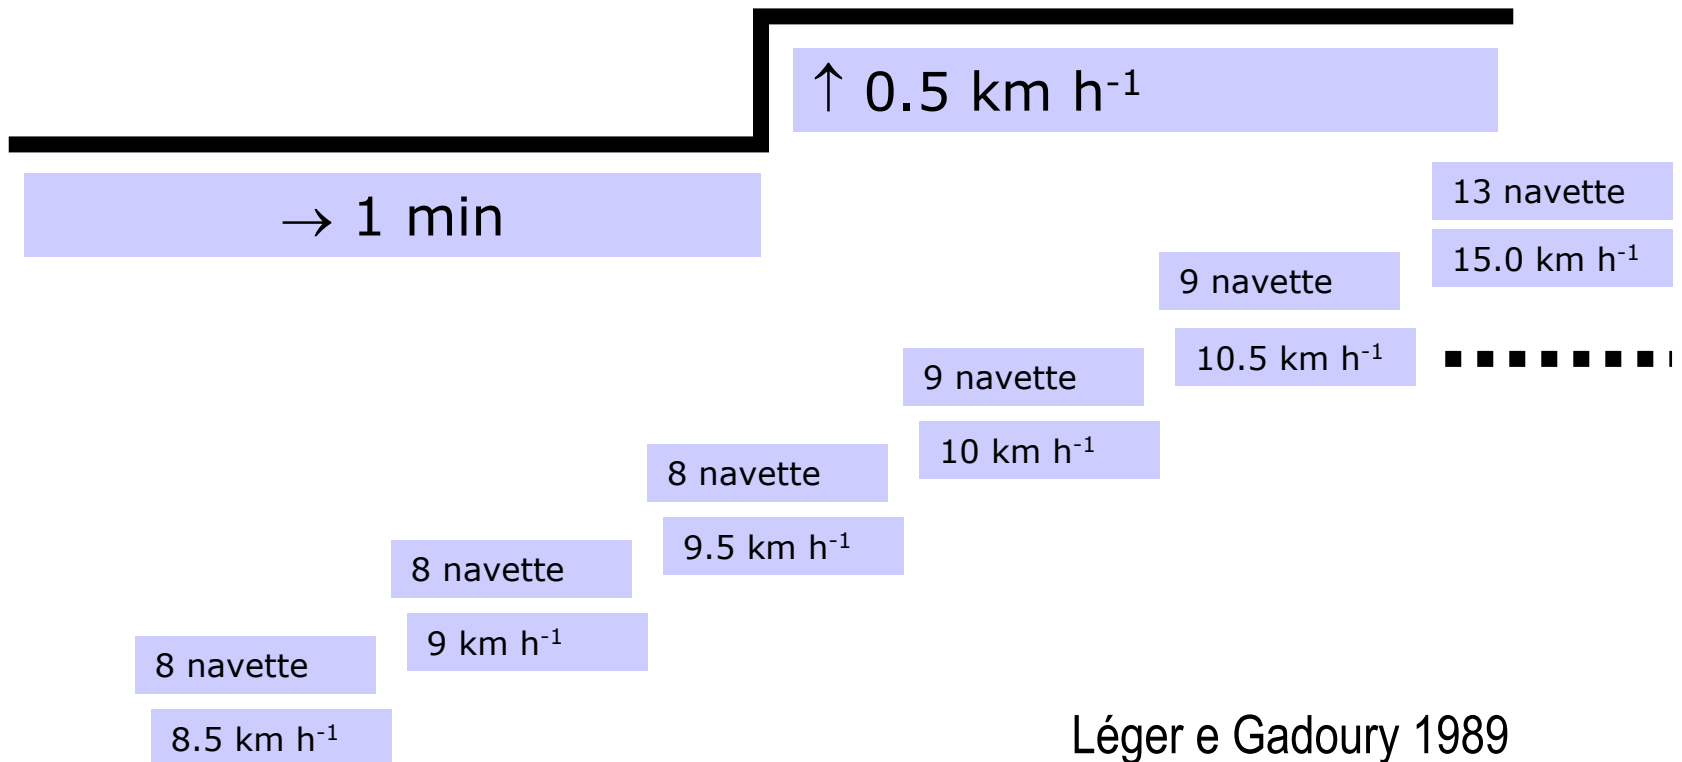 ↑ 0.5 km h-1
→ 1 min
13 navette
15.0 km h-1
9 navette
10.5 km h-1
9 navette
10 km h-1
8 navette
9.5 km h-1
8 navette
9 km h-1
8 navette
8.5 km h-1
Léger e Gadoury 1989